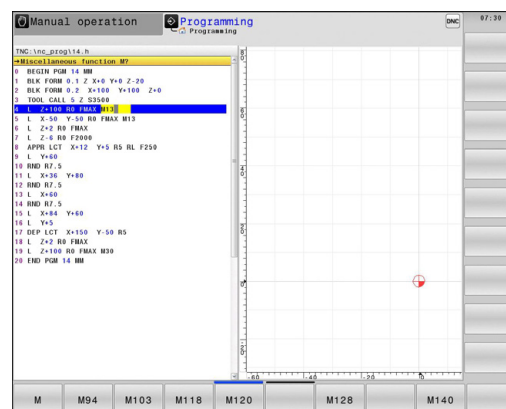 Manual operation
Programming
Programming
DNC
07:30
TNC:\nc_prog\14.h
→Miscellaneous function M?
0 BEGIN PGM 14 MM
1 BLK FORM 0.1 Z X+0 Y+0 Z-20
2 BLK FORM 0.2 X+100 Y+100 Z+0
3 TOOL CALL 5 Z S3500
4 L Z+100 R0 FMAX M13
5 L X-50 Y-50 R0 FMAX M13
6 L Z+2 R0 FMAX
7 L Z-6 R0 F2000
8 APPR LCT X+12 Y+5 R5 RL F250
9 L Y+60
10 RND R7.5
11 L X+36 Y+80
12 RND R7.5
13 L X+60
14 RND R7.5
15 L X+84 Y+60
16 L Y+5
17 DEP LCT X+150 Y-50 R5
18 L Z+2 R0 FMAX
19 L Z+100 R0 FMAX M30
20 END PGM 14 MM
-60 -40 -20 0
M M94 M103 M118 M120 M128 M140